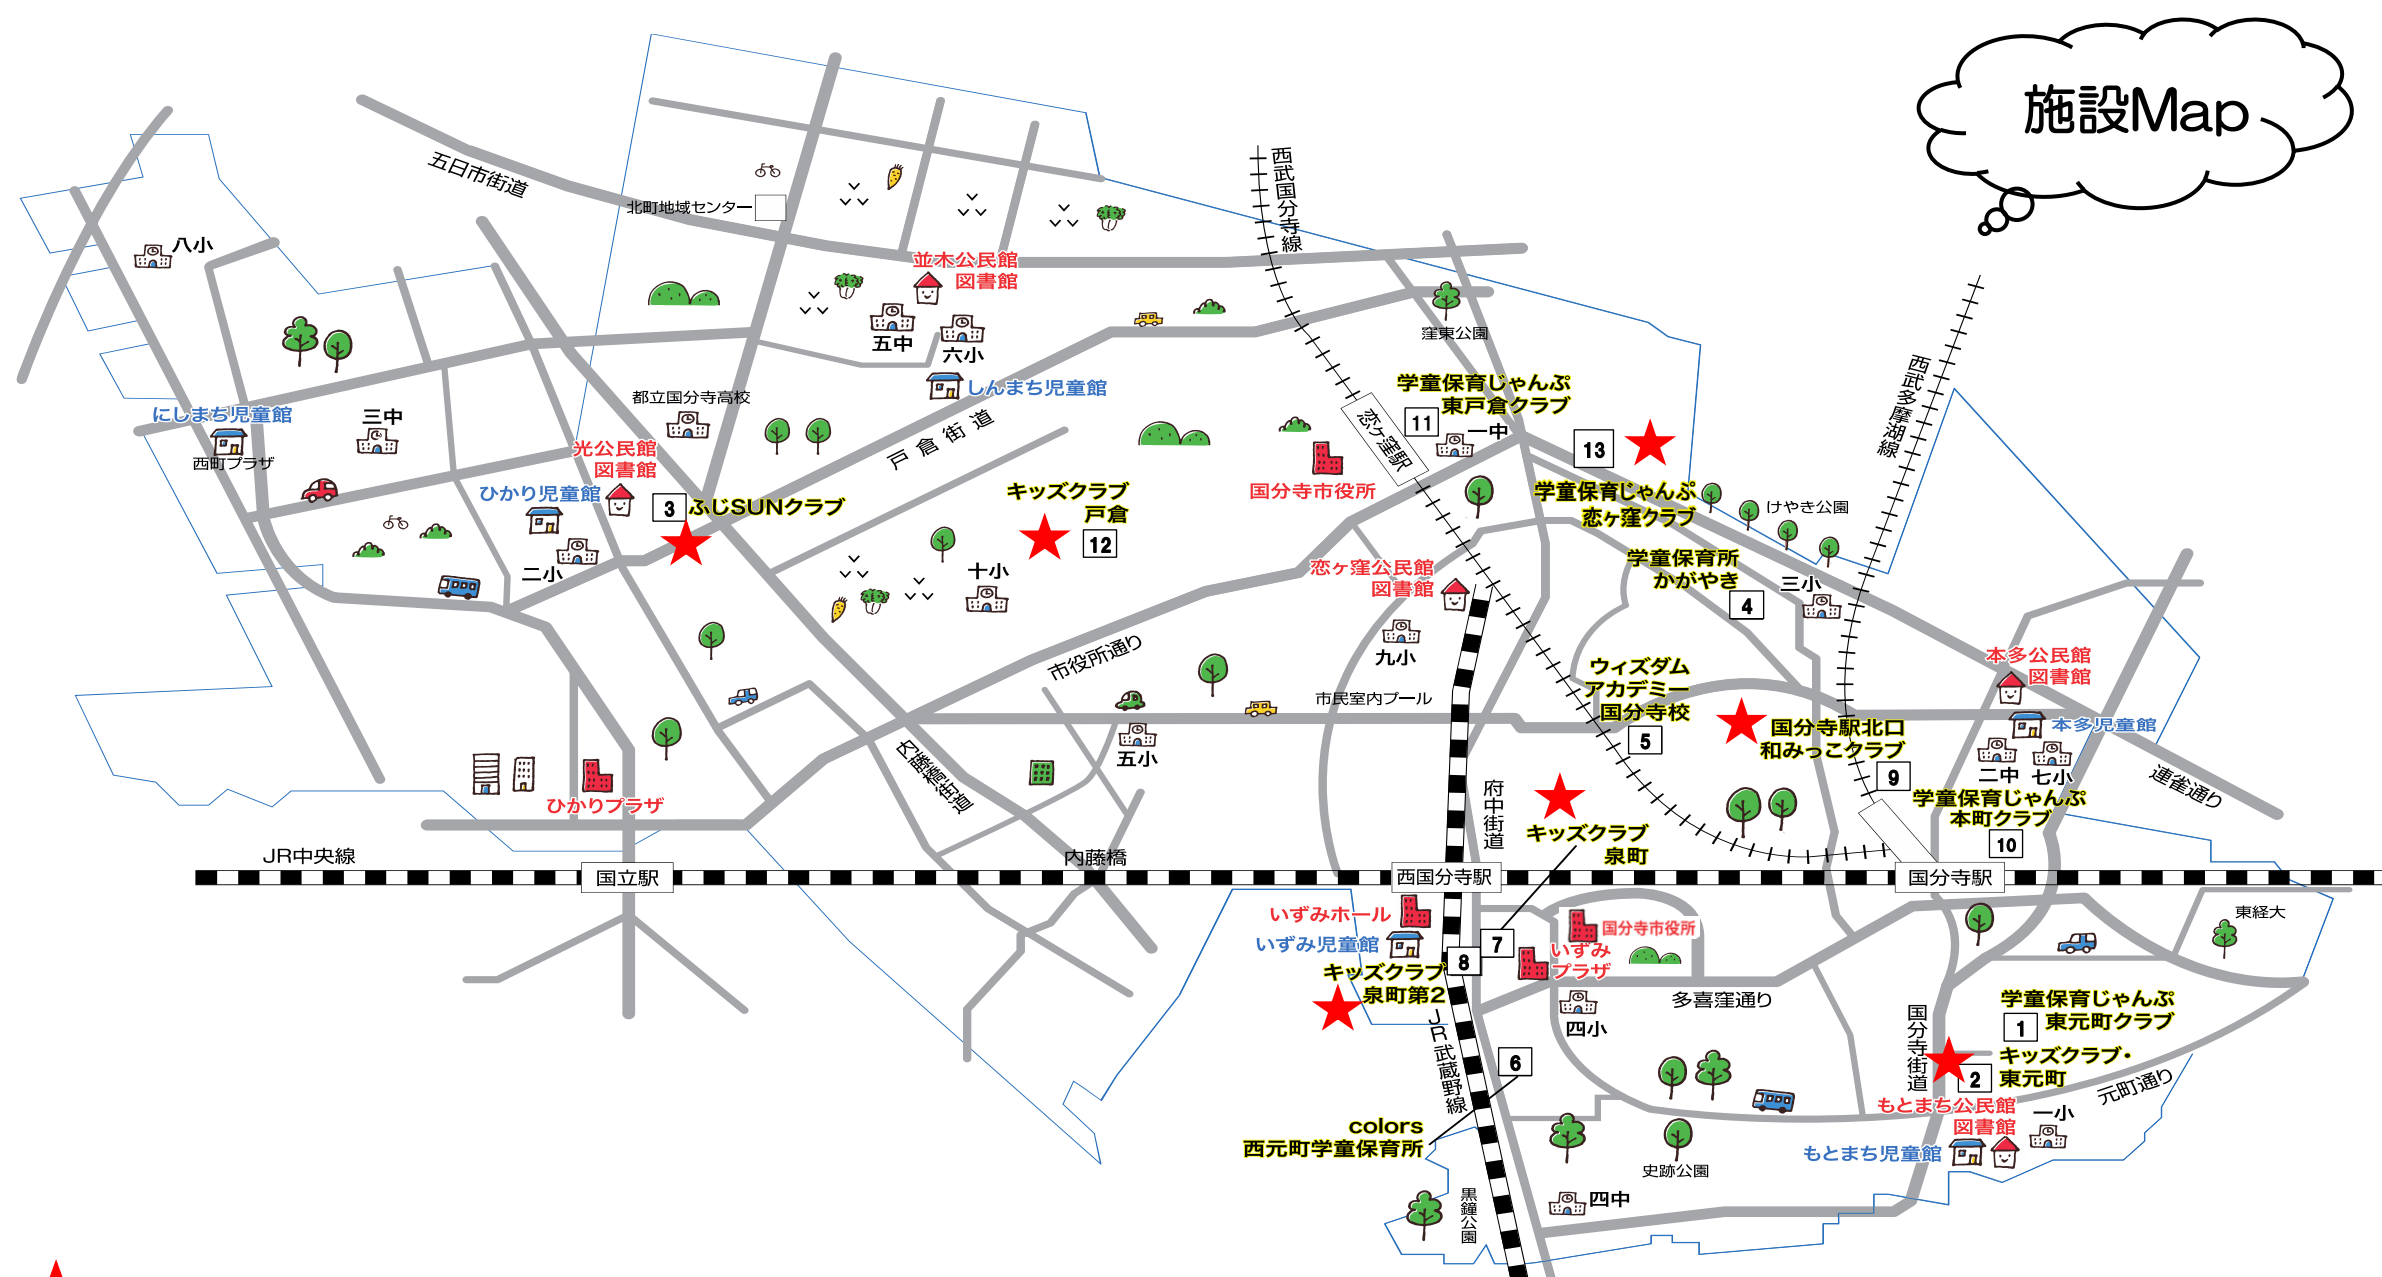 施設Map
五日市街道
北町地域センター
西武国分寺線
八小
並木公民館
図書館
五中
六小
窪東公園
しんまち児童館
都立国分寺高校
戸倉街道
にしまち児童館
西町プラザ
三中
光公民館
図書館
ひかり児童館
3
ふじSUNクラブ
二小
キッズクラブ
戸倉
12
十小
国分寺市役所
恋ヶ窪駅
学童保育じゃんぷ
東戸倉クラブ
11
一中
13
学童保育じゃんぷ
恋ヶ窪クラブ
けやき公園
西武多摩湖線
恋ヶ窪公民館
図書館
九小
学童保育所
かがやき
4
三小
市役所通り
市民室内プール
ウィズダム
アカデミー
国分寺校
5
国分寺駅北口
和みっこクラブ
9
本多公民館
図書館
本多児童館
二中
七小
連雀通り
学童保育じゃんぷ
本町クラブ
10
五小
内藤橋街道
ひかりプラザ
府中街道
キッズクラブ
泉町
JR中央線
国立駅
内藤橋
西国分寺駅
国分寺駅
いずみホール
いずみ児童館
キッズクラブ
泉町第2
8
7
国分寺市役所
いずみ
プラザ
四小
多喜窪通り
東経大
JR武蔵野線
6
国分寺街道
学童保育じゃんぷ
1
東元町クラブ
キッズクラブ・
2
東元町
元町通り
もとまち公民館
図書館
一小
もとまち児童館
colors
西元町学童保育所
史跡公園
四中
黒鐘公園